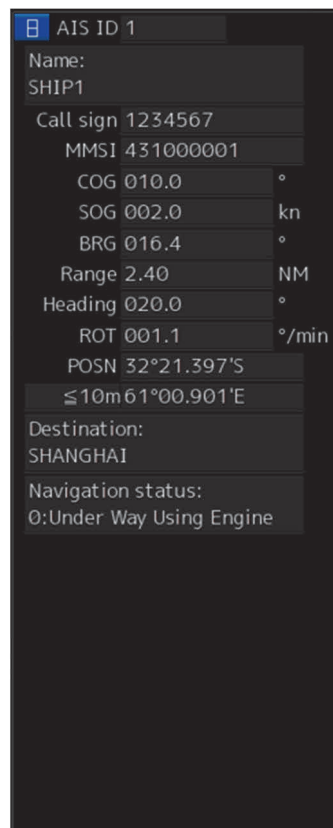 AIS ID 1
Name:
SHIP1
Call sign 1234567
MMSI 431000001
COG 010.0 °
SOG 002.0 kn
BRG 016.4 °
Range 2.40 NM
Heading 020.0 °
ROT 001.1 °/min
POSN 32°21.397'S
≦10m 61°00.901'E
Destination:
SHANGHAI
Navigation status:
0:Under Way Using Engine